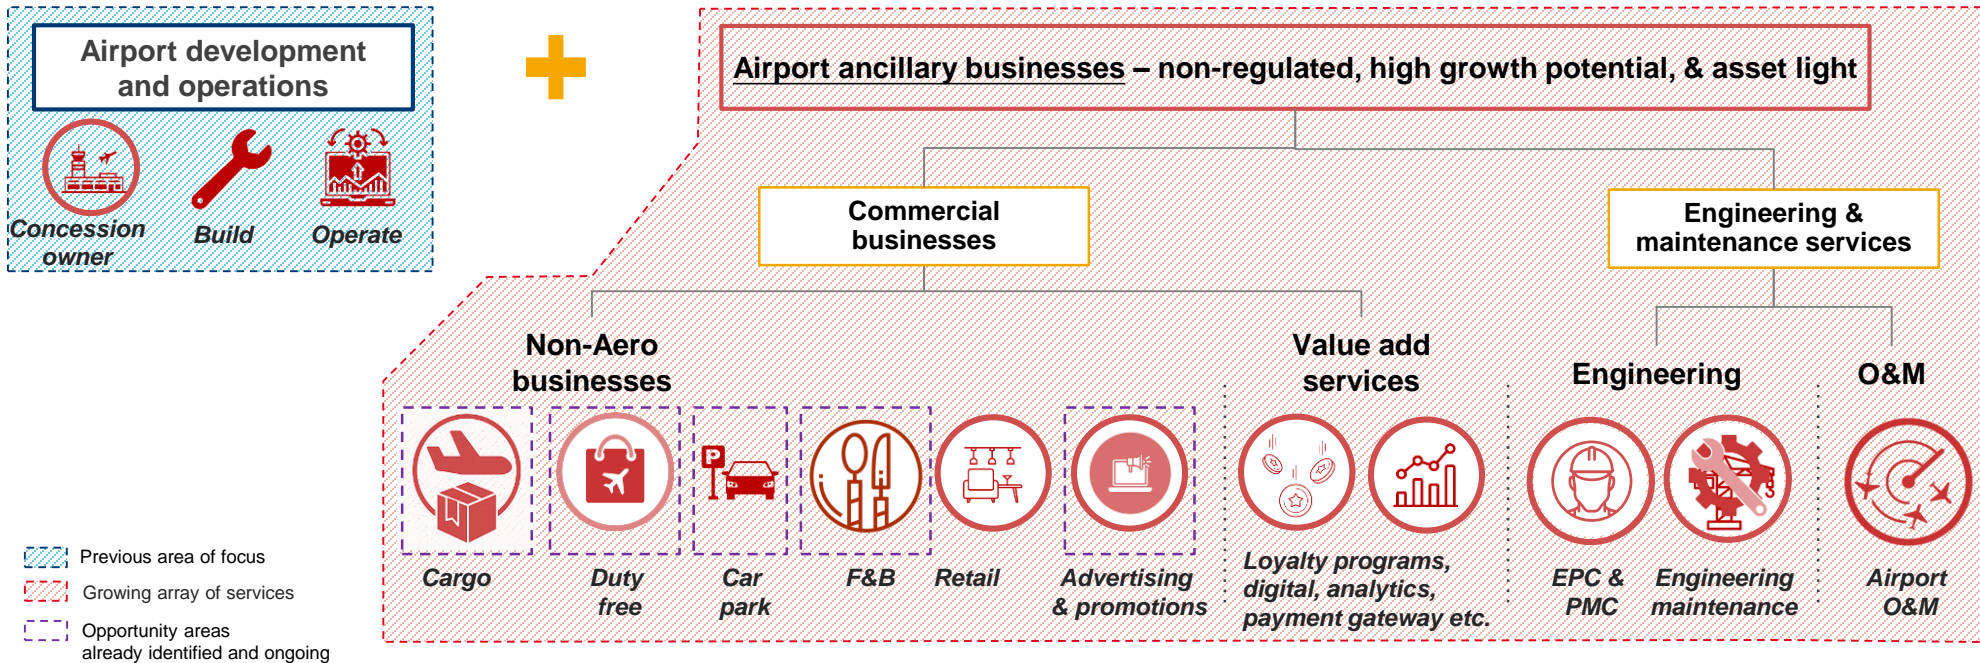 Airport development
and operations
Concession
owner
Build
Operate
Airport ancillary businesses – non-regulated, high growth potential, & asset light
Commercial
businesses
Engineering &
maintenance services
Non-Aero
businesses
Value add
services
Engineering
O&M
P
Cargo
Duty
free
Car
park
F&B
Retail
Advertising
& promotions
Loyalty programs,
digital, analytics,
payment gateway etc.
EPC &
PMC
Engineering
maintenance
Airport
O&M
Previous area of focus
Growing array of services
Opportunity areas
already identified and ongoing